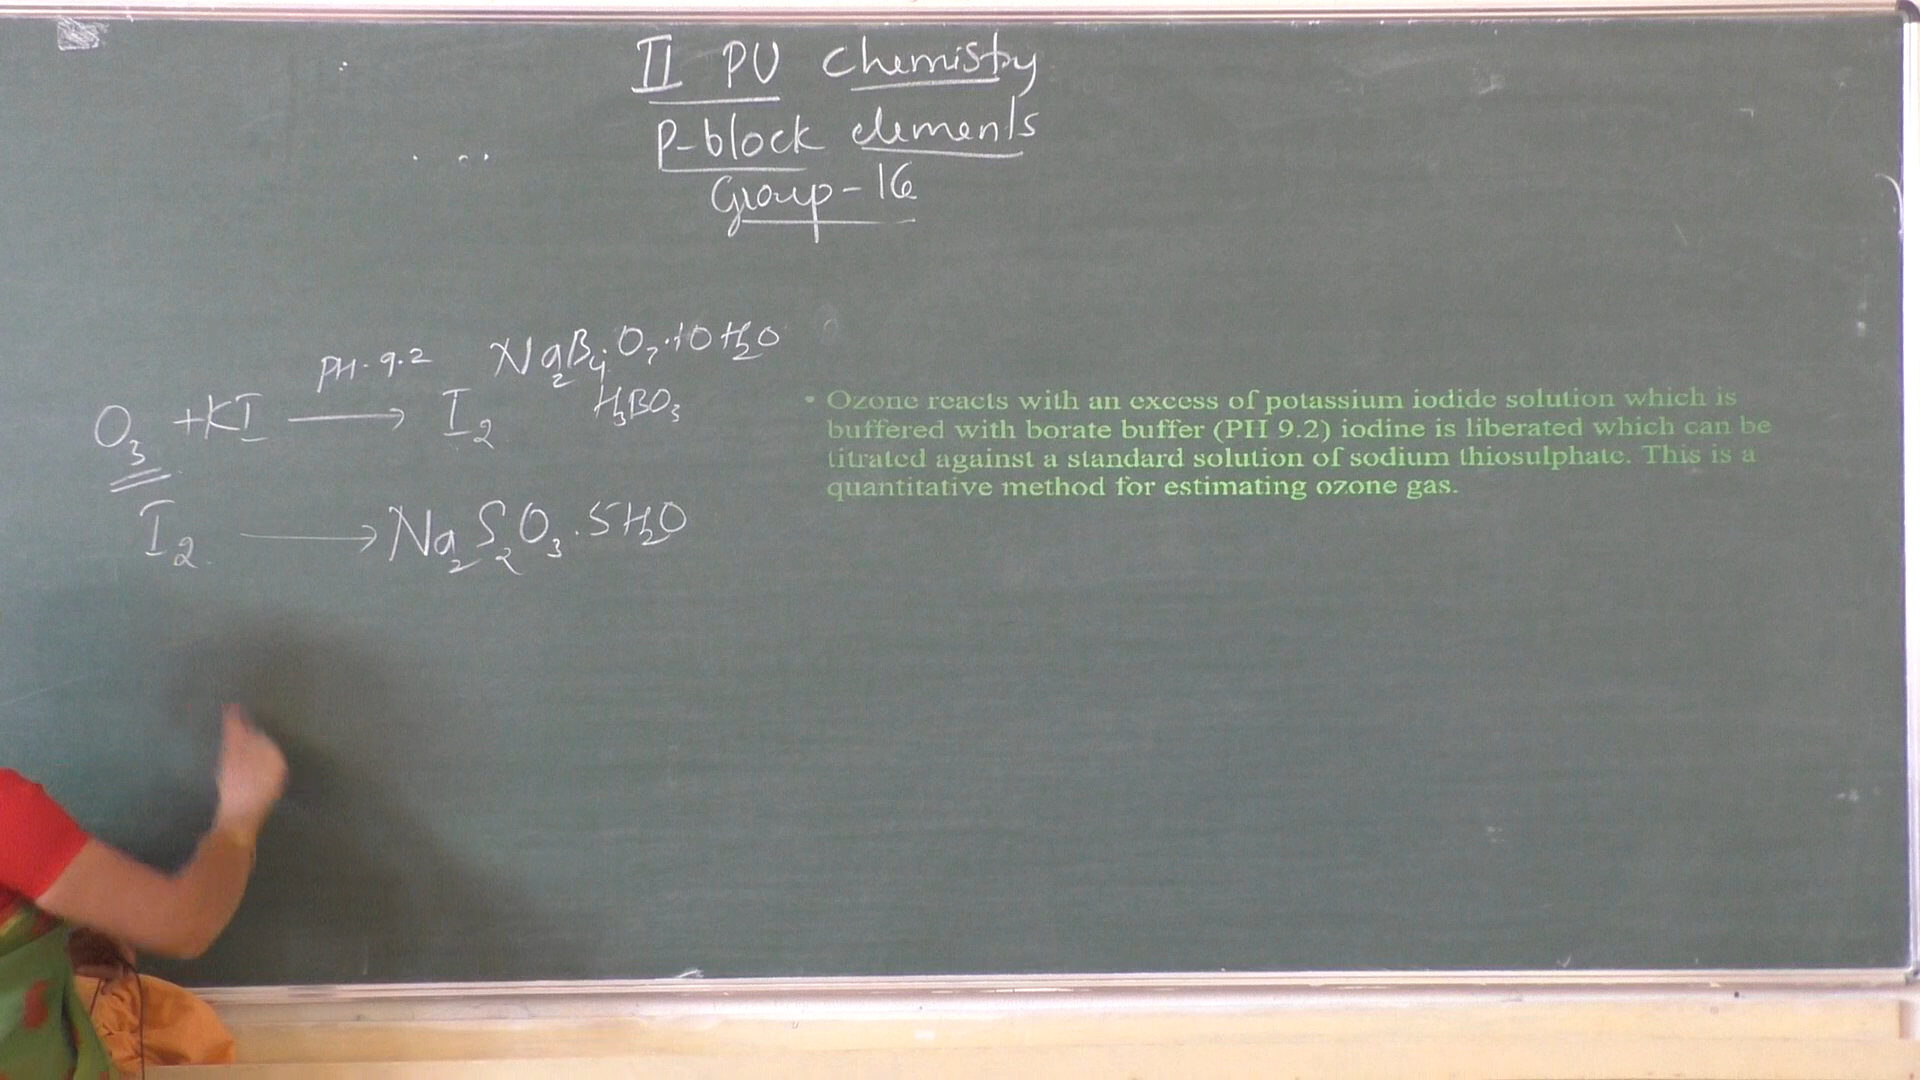 II PU Chemistry
P-block elements
Group-16
PH-9.2 Na2B4O7.10H2O
O3 +KI → I2 H3BO3
I2 → Na2S2O3.5H2O
• Ozone reacts with an excess of potassium iodide solution which is
buffered with borate buffer (PH 9.2) iodine is liberated which can be
titrated against a standard solution of sodium thiosulphate. This is a
quantitative method for estimating ozone gas.